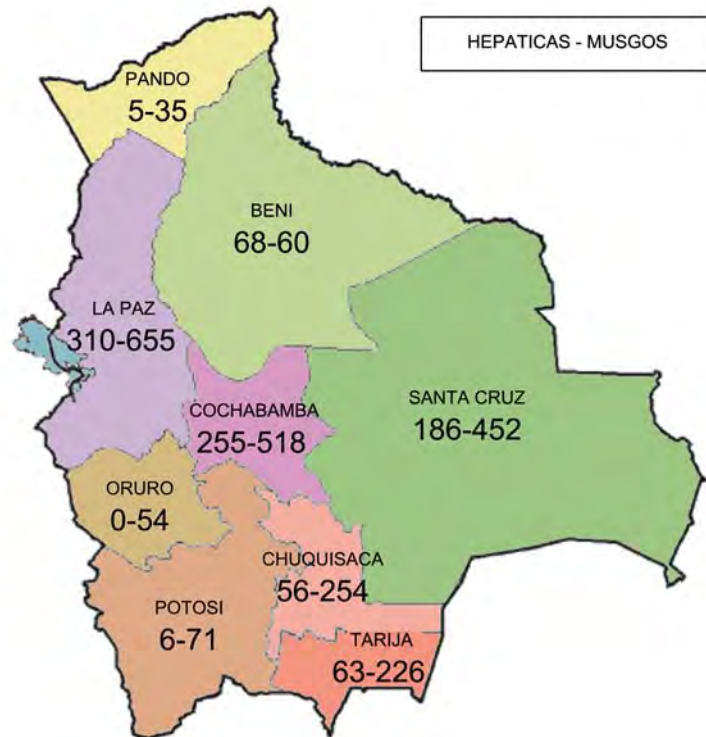 HEPATICAS - MUSGOS
PANDO
5-35
BENI
68-60
LA PAZ
310-655
COCHABAMBA
255-518
SANTA CRUZ
186-452
ORURO
0-54
CHUQUISACA
56-254
POTOSI
6-71
TARIJA
63-226